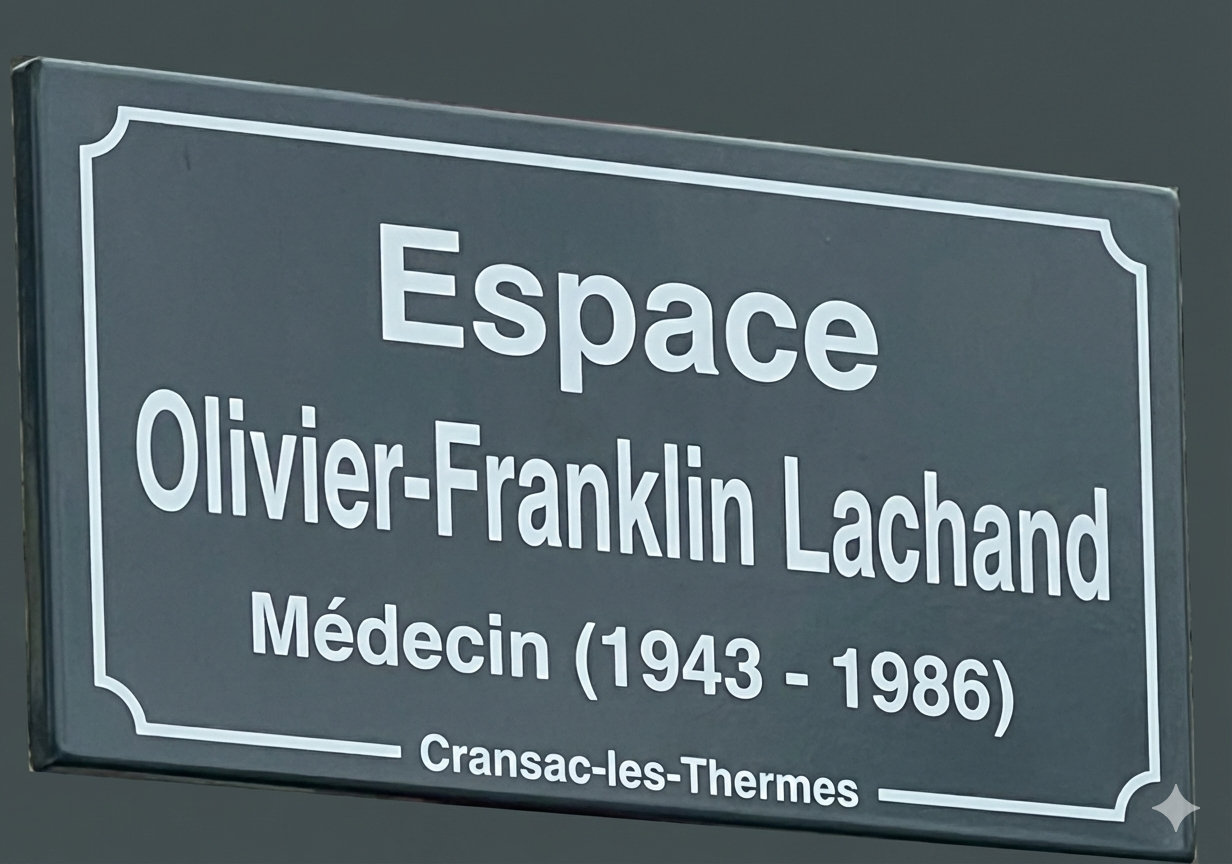 Espace
Olivier-Franklin Lachand
Médecin (1943 - 1986)
Cransac-les-Thermes